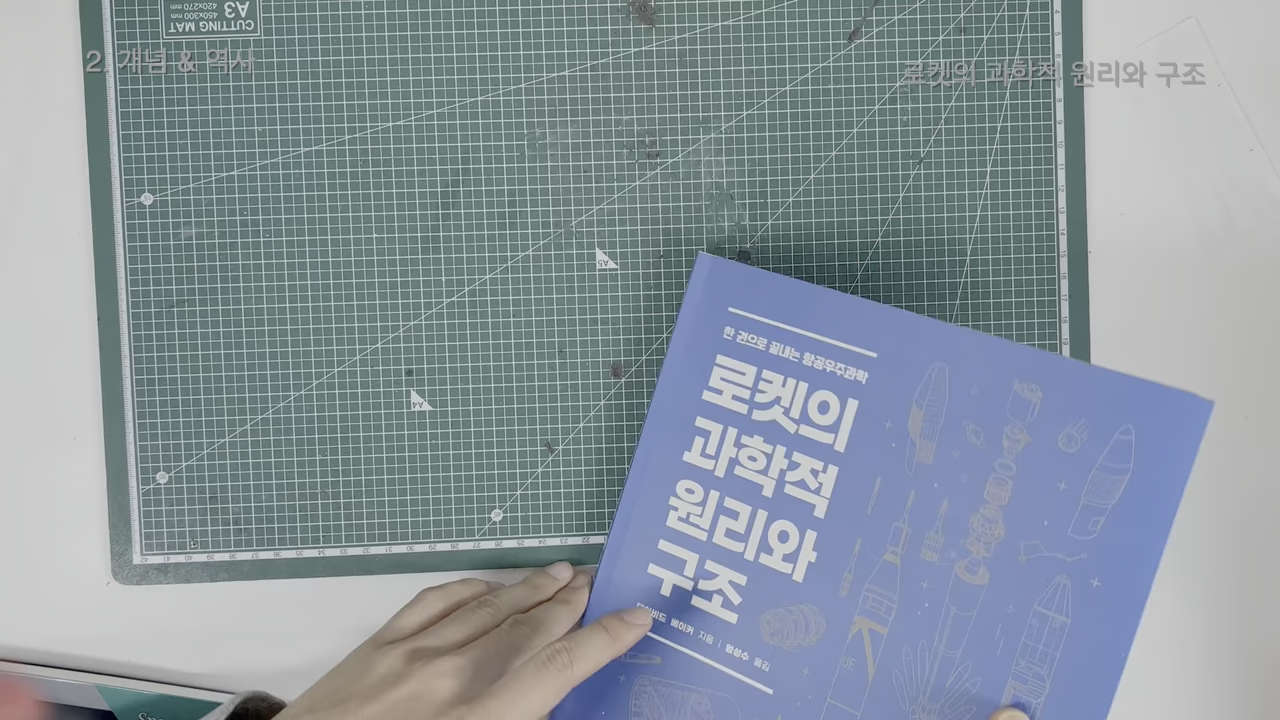 CUTTING MAT
A3
450x300 mm
420x270 mm
2. 개념 & 역사
로켓의 과학적 원리와 구조
A5
A4
한 권으로 끝내는 항공우주과학
로켓의
과학적
원리와
구조
데이비드 베이커 지음 | 엄성수 옮김